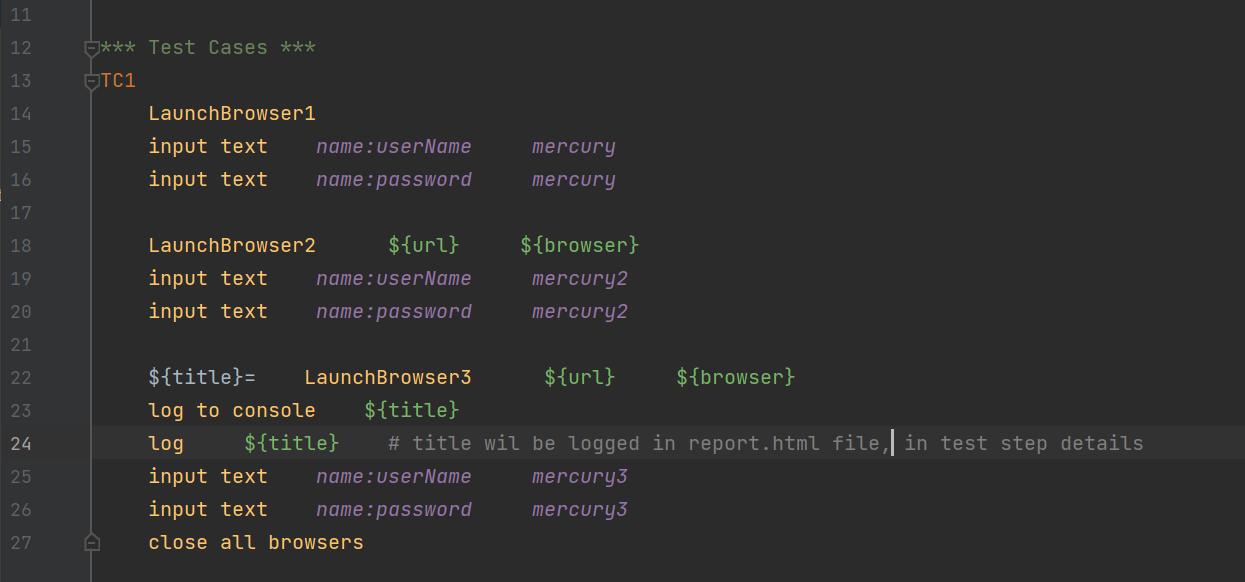 11
12 *** Test Cases ***
13 TC1
14 LaunchBrowser1
15 input text name:userName mercury
16 input text name:password mercury
17
18 LaunchBrowser2 ${url} ${browser}
19 input text name:userName mercury2
20 input text name:password mercury2
21
22 ${title}= LaunchBrowser3 ${url} ${browser}
23 log to console ${title}
24 log ${title} # title wil be logged in report.html file, in test step details
25 input text name:userName mercury3
26 input text name:password mercury3
27 close all browsers